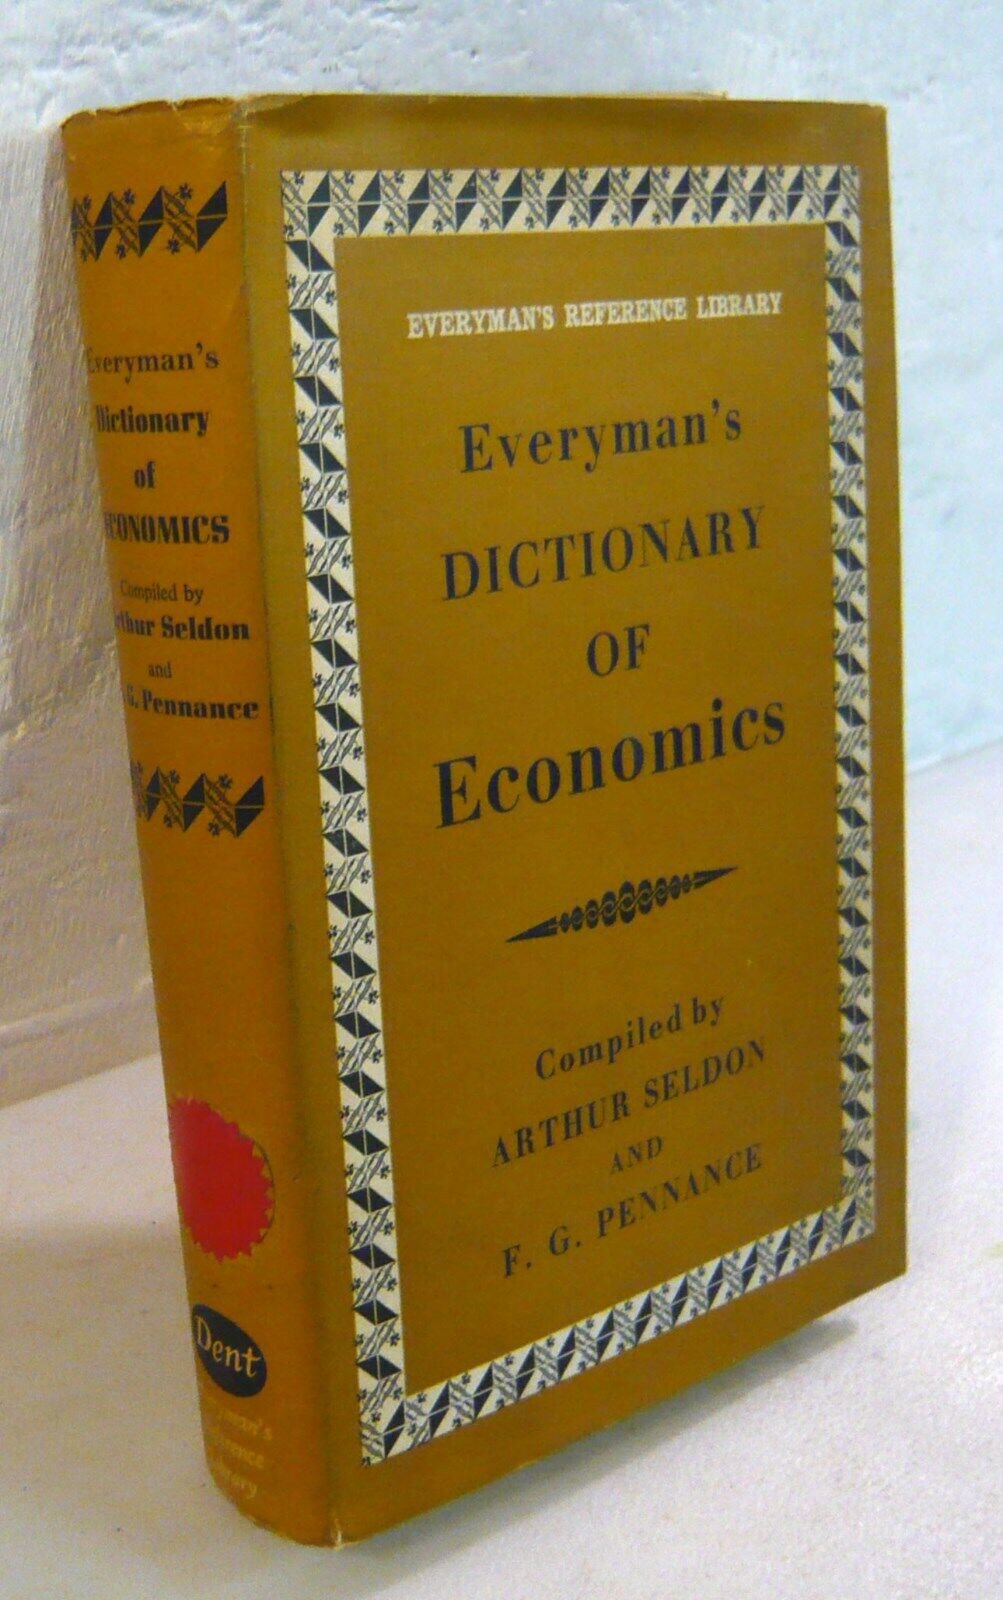 Everyman's
Dictionary
of
ECONOMICS
Compiled by
Arthur Seldon
and
G. Pennance
Dent
EVERYMAN'S REFERENCE LIBRARY
Everyman's
DICTIONARY
OF
Economics
Compiled by
ARTHUR SELDON
AND
F. G. PENNANCE